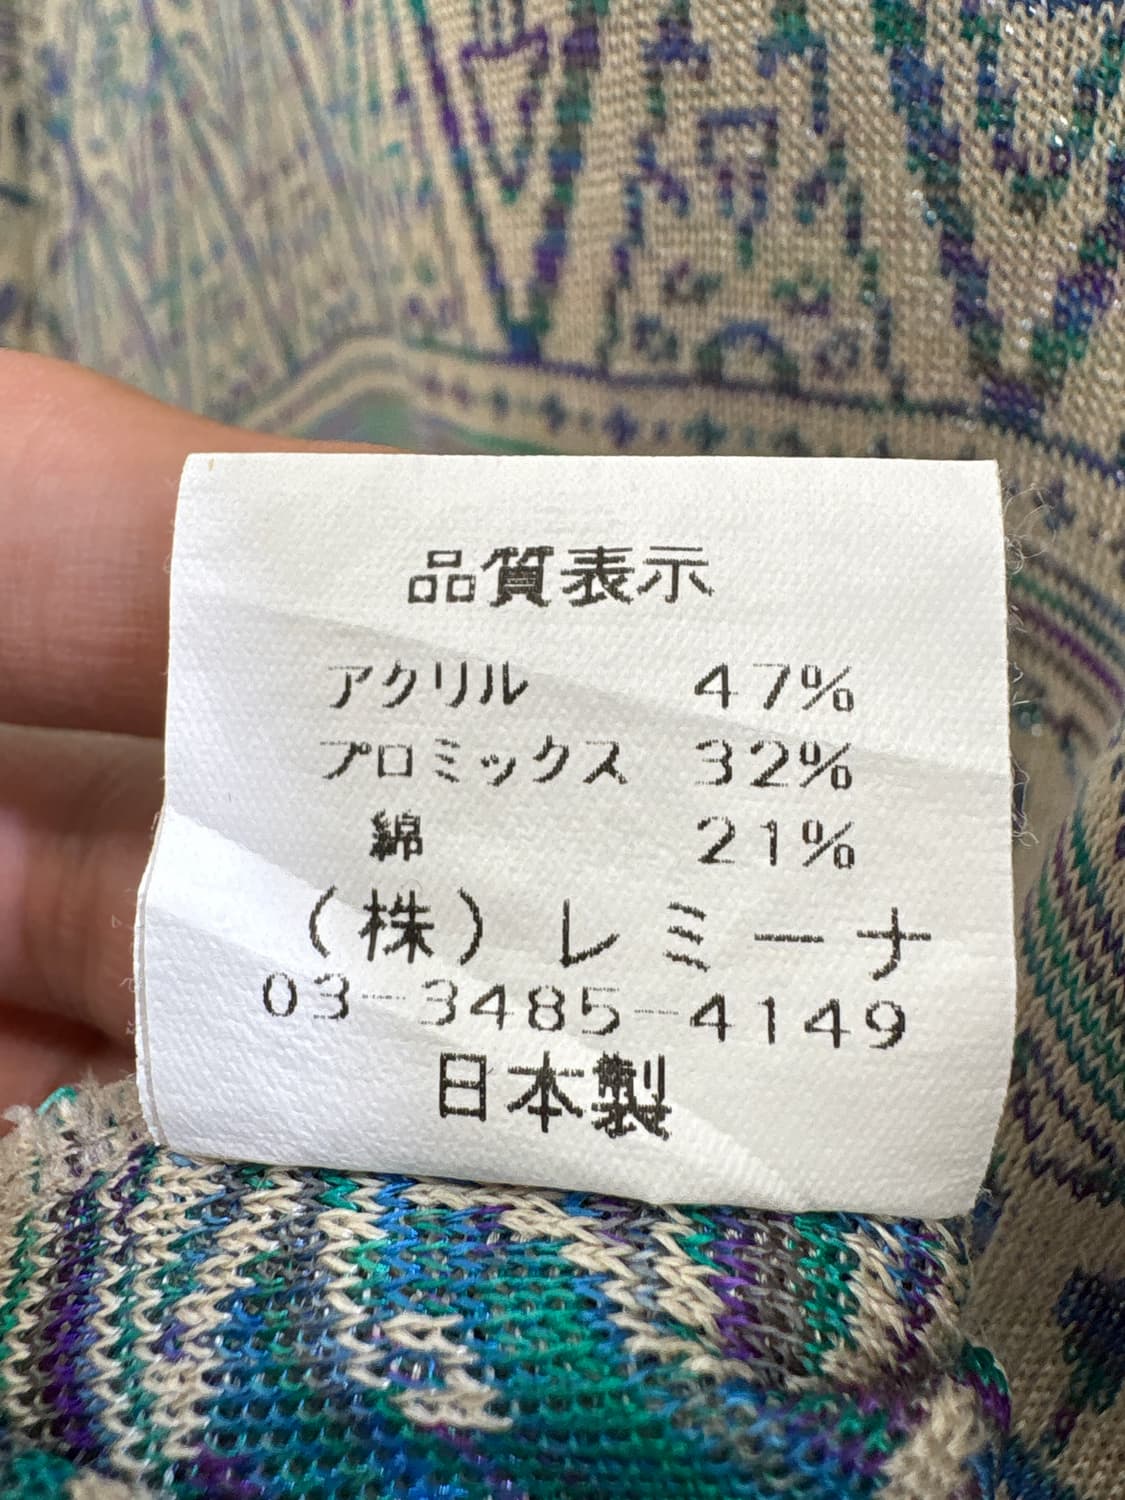 品質表示
アクリル 47%
プロミックス 32%
綿 21%
(株) レミーナ
03-3485-4149
日本製